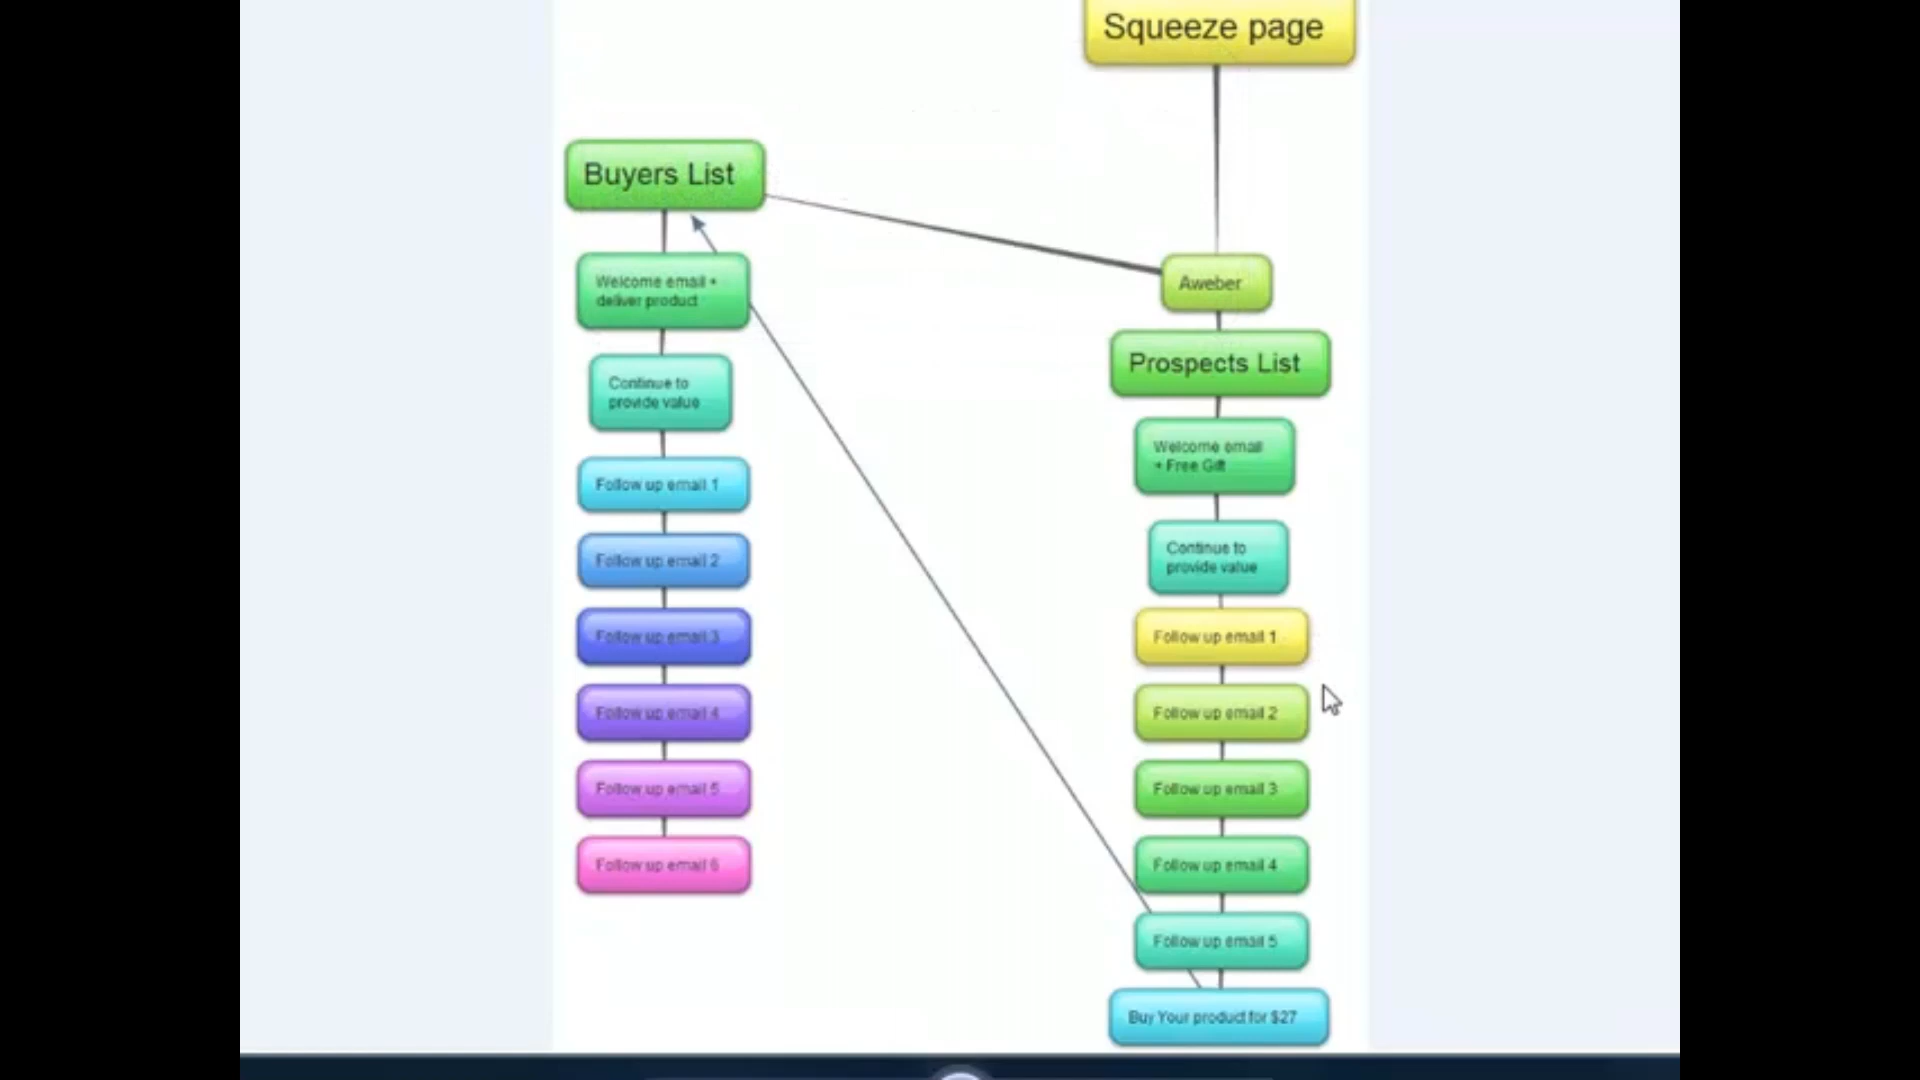 Squeeze page
Buyers List
Welcome email +
deliver product
Continue to
provide value
Follow up email 1
Follow up email 2
Follow up email 3
Follow up email 4
Follow up email 5
Follow up email 6
Aweber
Prospects List
Welcome email
+ Free Gift
Continue to
provide value
Follow up email 1
Follow up email 2
Follow up email 3
Follow up email 4
Follow up email 5
Buy Your product for $27